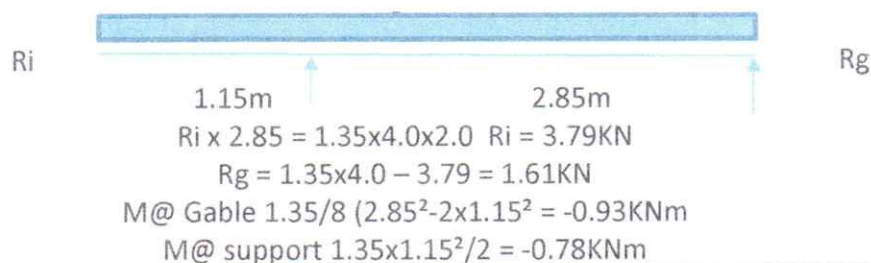 Ri Rg
1.15m 2.85m
Ri x 2.85 = 1.35x4.0x2.0 Ri = 3.79KN
Rg = 1.35x4.0 – 3.79 = 1.61KN
M@ Gable 1.35/8 (2.85²-2x1.15² = -0.93KNm
M@ support 1.35x1.15²/2 = -0.78KNm